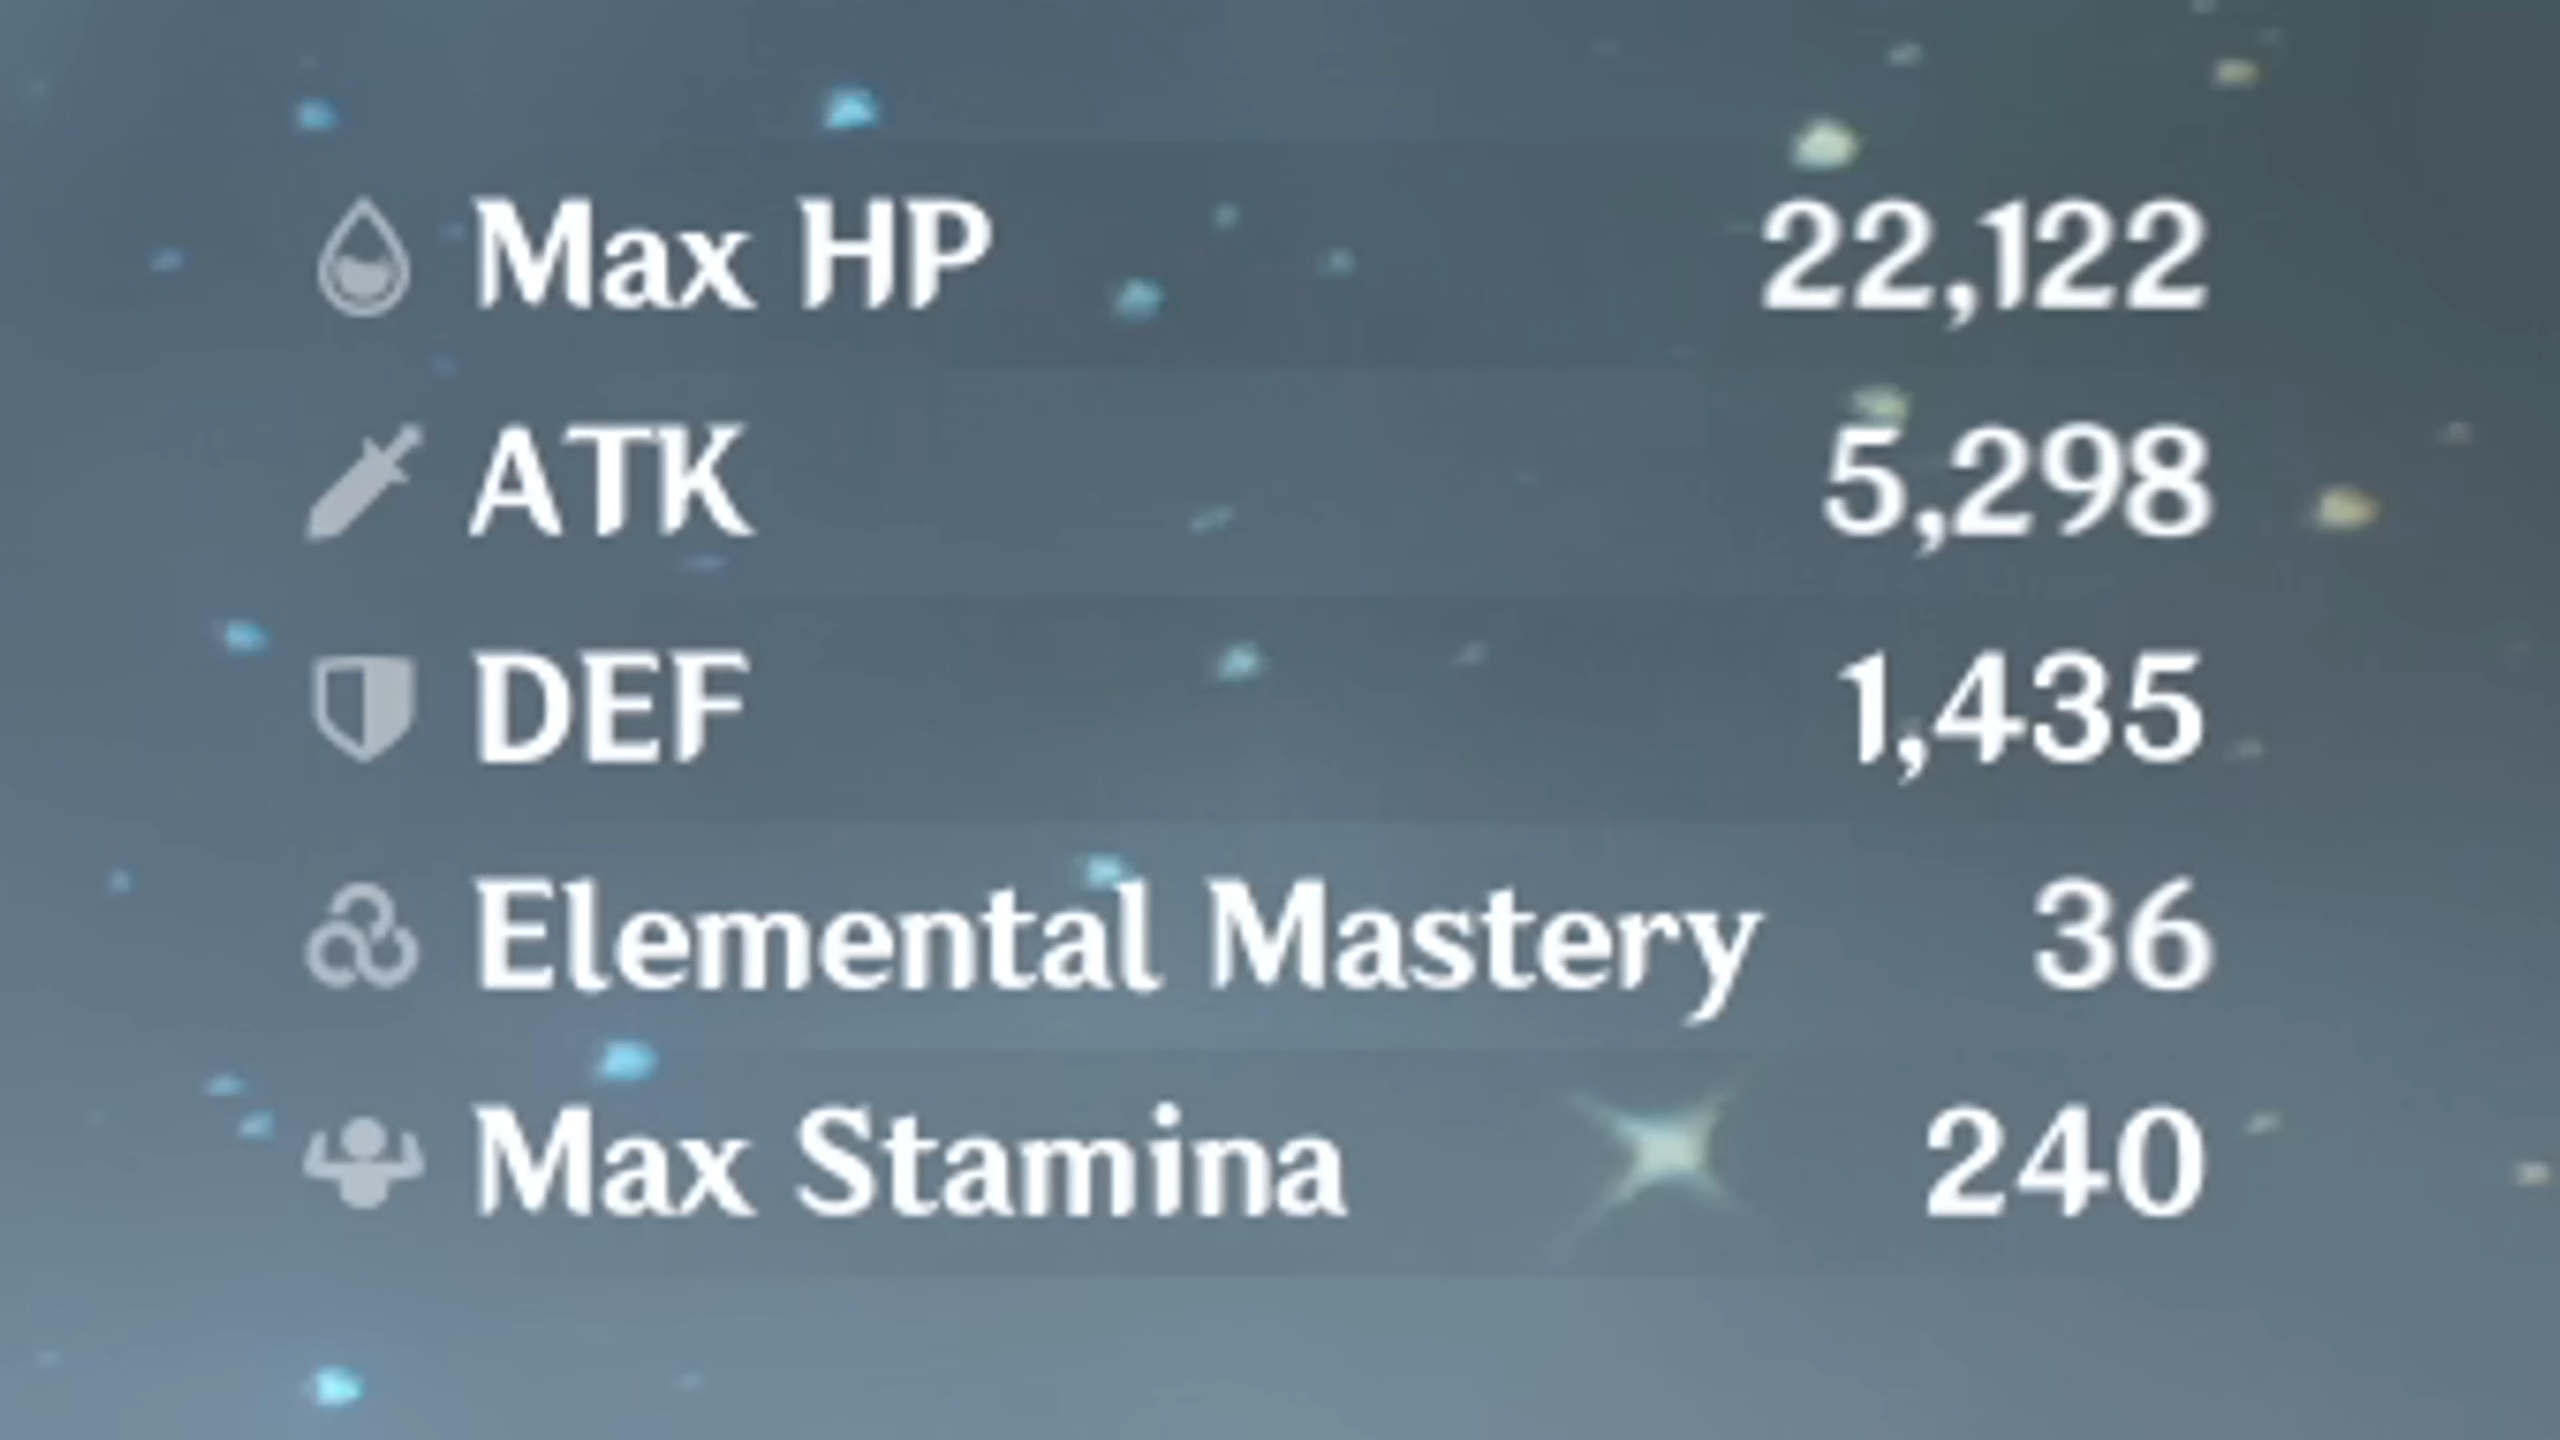 Max HP 22,122
ATK 5,298
DEF 1,435
Elemental Mastery 36
Max Stamina 240